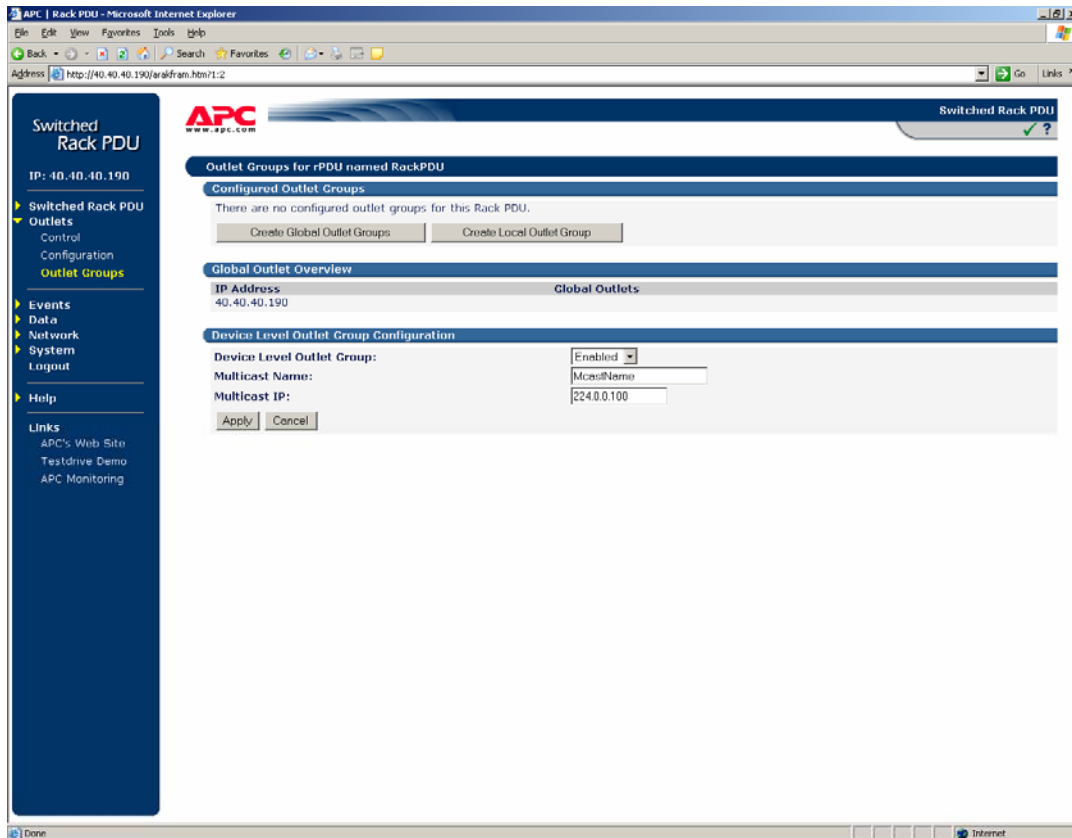 APC | Rack PDU - Microsoft Internet Explorer
File Edit View Favorites Tools Help
Back Search Favorites
Address http://40.40.40.190/arakfram.htm?1:2 Go Links
Switched
Rack PDU
IP: 40.40.40.190
Switched Rack PDU
Outlets
Control
Configuration
Outlet Groups
Events
Data
Network
System
Logout
Help
Links
APC's Web Site
Testdrive Demo
APC Monitoring
APC
www.apc.com
Switched Rack PDU
?
Outlet Groups for rPDU named RackPDU
Configured Outlet Groups
There are no configured outlet groups for this Rack PDU.
Create Global Outlet Groups Create Local Outlet Group
Global Outlet Overview
IP Address Global Outlets
40.40.40.190
Device Level Outlet Group Configuration
Device Level Outlet Group: Enabled
Multicast Name: McastName
Multicast IP: 224.0.0.100
Apply Cancel
Done Internet